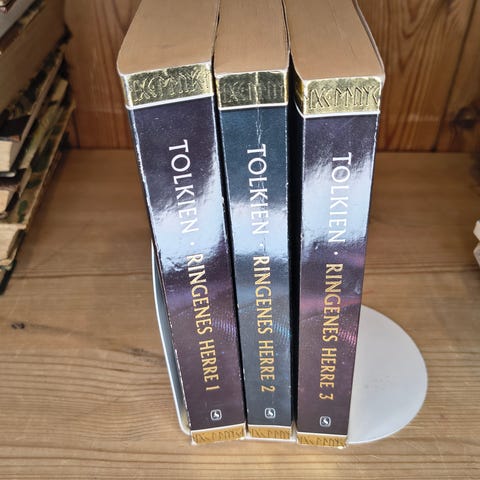 TOLKIEN · RINGENES HERRE 1
TOLKIEN · RINGENES HERRE 2
TOLKIEN · RINGENES HERRE 3